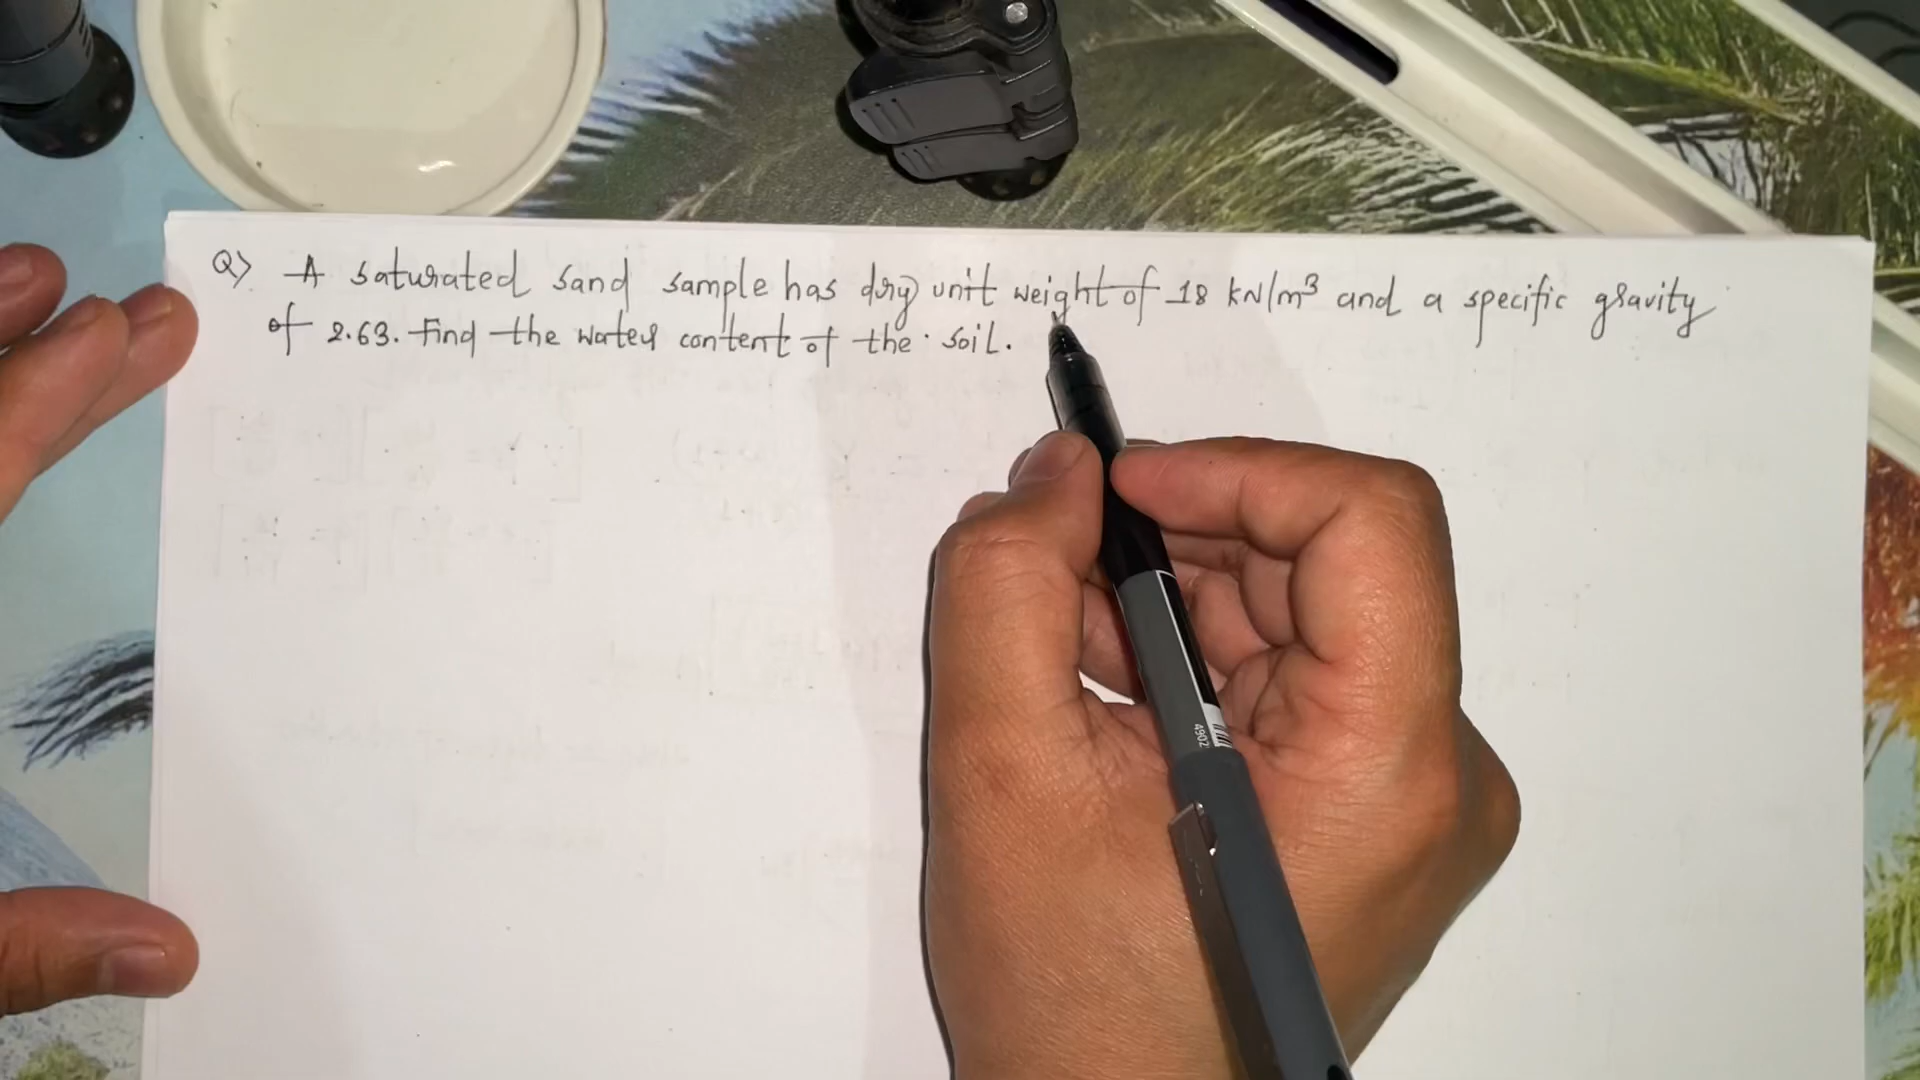 Q> A saturated sand sample has dry unit weight of 18 kN/m³ and a specific gravity
of 2.63. Find the water content of the soil.
4902